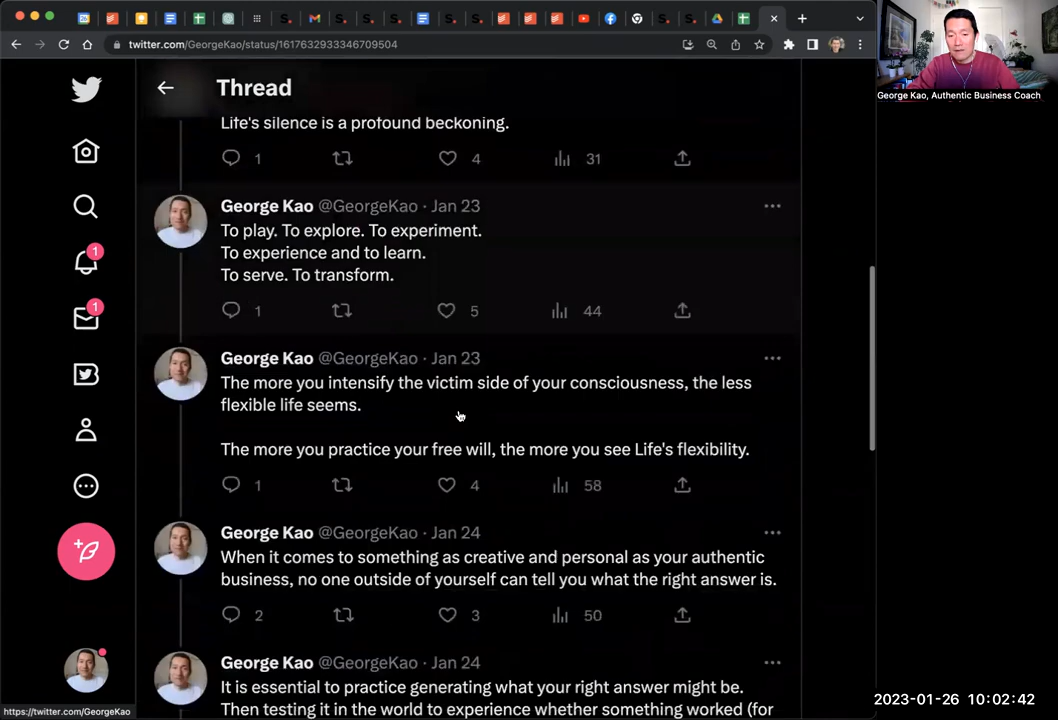 twitter.com/GeorgeKao/status/1617632933346709504
George Kao, Authentic Business Coach
Thread
Life's silence is a profound beckoning.
1 4 31
George Kao @GeorgeKao · Jan 23
To play. To explore. To experiment.
To experience and to learn.
To serve. To transform.
1 5 44
George Kao @GeorgeKao · Jan 23
The more you intensify the victim side of your consciousness, the less
flexible life seems.
The more you practice your free will, the more you see Life's flexibility.
1 4 58
George Kao @GeorgeKao · Jan 24
When it comes to something as creative and personal as your authentic
business, no one outside of yourself can tell you what the right answer is.
2 3 50
George Kao @GeorgeKao · Jan 24
It is essential to practice generating what your right answer might be.
Then testing it in the world to experience whether something worked (for
1
1
https://twitter.com/GeorgeKao
2023-01-26 10:02:42